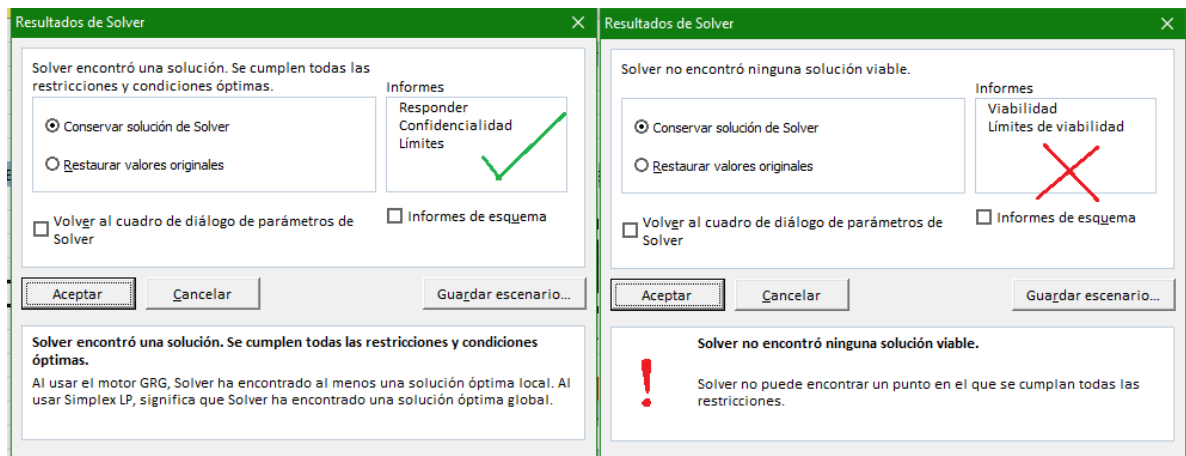 Resultados de Solver
Solver encontró una solución. Se cumplen todas las
restricciones y condiciones óptimas.
Conservar solución de Solver
Restaurar valores originales
Informes
Responder
Confidencialidad
Límites
Volver al cuadro de diálogo de parámetros de
Solver
Informes de esquema
Aceptar
Cancelar
Guardar escenario...
Solver encontró una solución. Se cumplen todas las restricciones y condiciones
óptimas.
Al usar el motor GRG, Solver ha encontrado al menos una solución óptima local. Al
usar Simplex LP, significa que Solver ha encontrado una solución óptima global.
Resultados de Solver
Solver no encontró ninguna solución viable.
Conservar solución de Solver
Restaurar valores originales
Informes
Viabilidad
Límites de viabilidad
Volver al cuadro de diálogo de parámetros de
Solver
Informes de esquema
Aceptar
Cancelar
Guardar escenario...
Solver no encontró ninguna solución viable.
Solver no puede encontrar un punto en el que se cumplan todas las
restricciones.